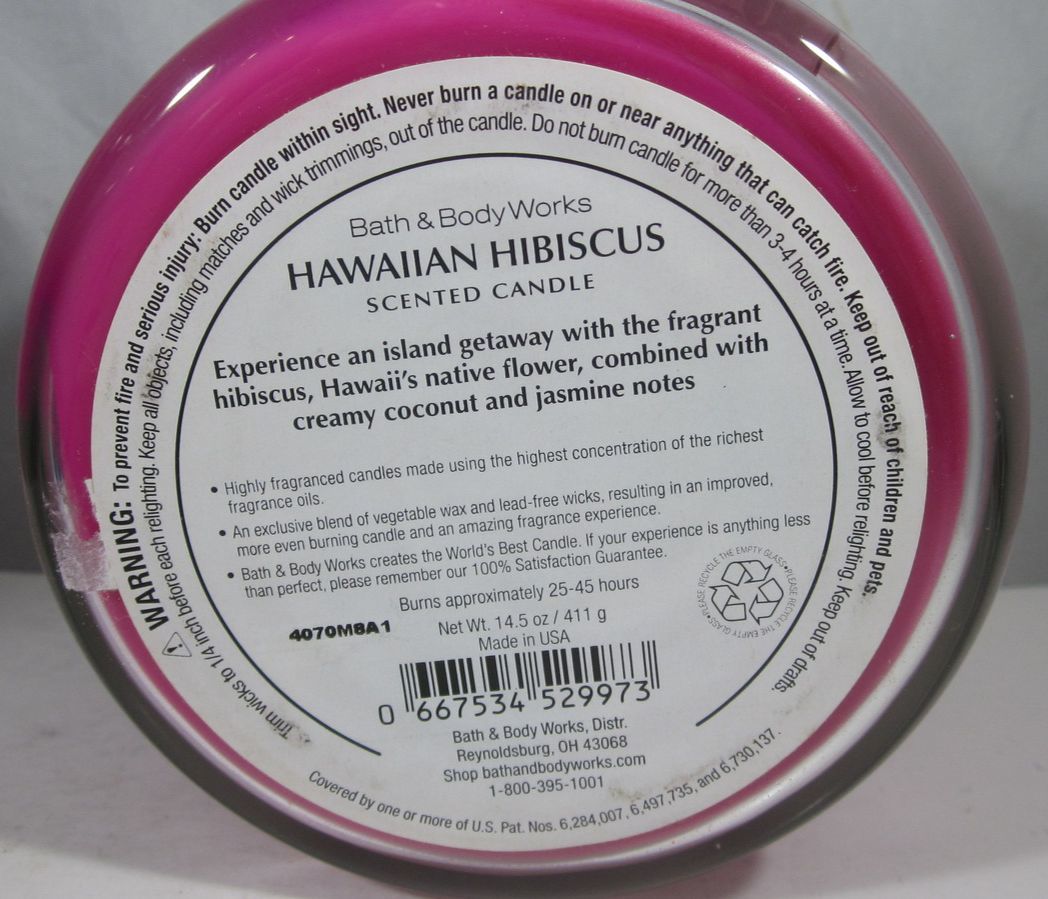 WARNING: To prevent fire and serious injury: Burn candle within sight. Never burn a candle on or near anything that can catch fire. Keep out of reach of children and pets.
Trim wicks to 1/4 inch before each relighting. Keep all objects, including matches and wick trimmings, out of the candle. Do not burn candle for more than 3-4 hours at a time. Allow to cool before relighting. Keep out of drafts.
Bath & Body Works
HAWAIIAN HIBISCUS
SCENTED CANDLE
Experience an island getaway with the fragrant
hibiscus, Hawaii's native flower, combined with
creamy coconut and jasmine notes
• Highly fragranced candles made using the highest concentration of the richest
fragrance oils.
• An exclusive blend of vegetable wax and lead-free wicks, resulting in an improved,
more even burning candle and an amazing fragrance experience.
• Bath & Body Works creates the World's Best Candle. If your experience is anything less
than perfect, please remember our 100% Satisfaction Guarantee.
PLEASE RECYCLE THE EMPTY GLASS•PLEASE RECYCLE THE EMPTY GLASS•
Burns approximately 25-45 hours
4070M8A1
Net Wt. 14.5 oz / 411 g
Made in USA
0 667534 529973
Bath & Body Works, Distr.
Reynoldsburg, OH 43068
Shop bathandbodyworks.com
1-800-395-1001
Covered by one or more of U.S. Pat. Nos. 6,284,007, 6,497,735, and 6,730,137.